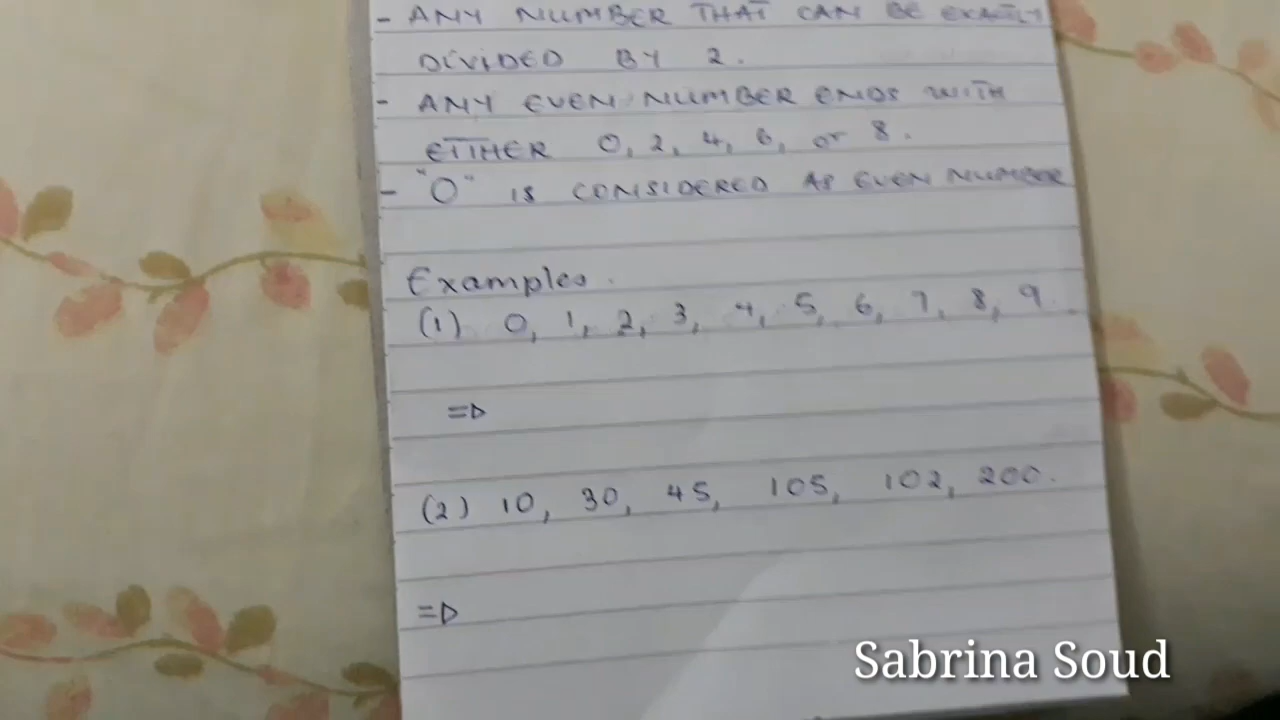 - ANY NUMBER THAT CAN BE EXACTLY
DIVIDED BY 2.
- ANY EVEN NUMBER ENDS WITH
EITHER 0, 2, 4, 6, or 8.
- "0" IS CONSIDERED AS EVEN NUMBER
Examples.
(1) 0, 1, 2, 3, 4, 5, 6, 7, 8, 9.
=D
(2) 10, 30, 45, 105, 102, 200.
=D
Sabrina Soud